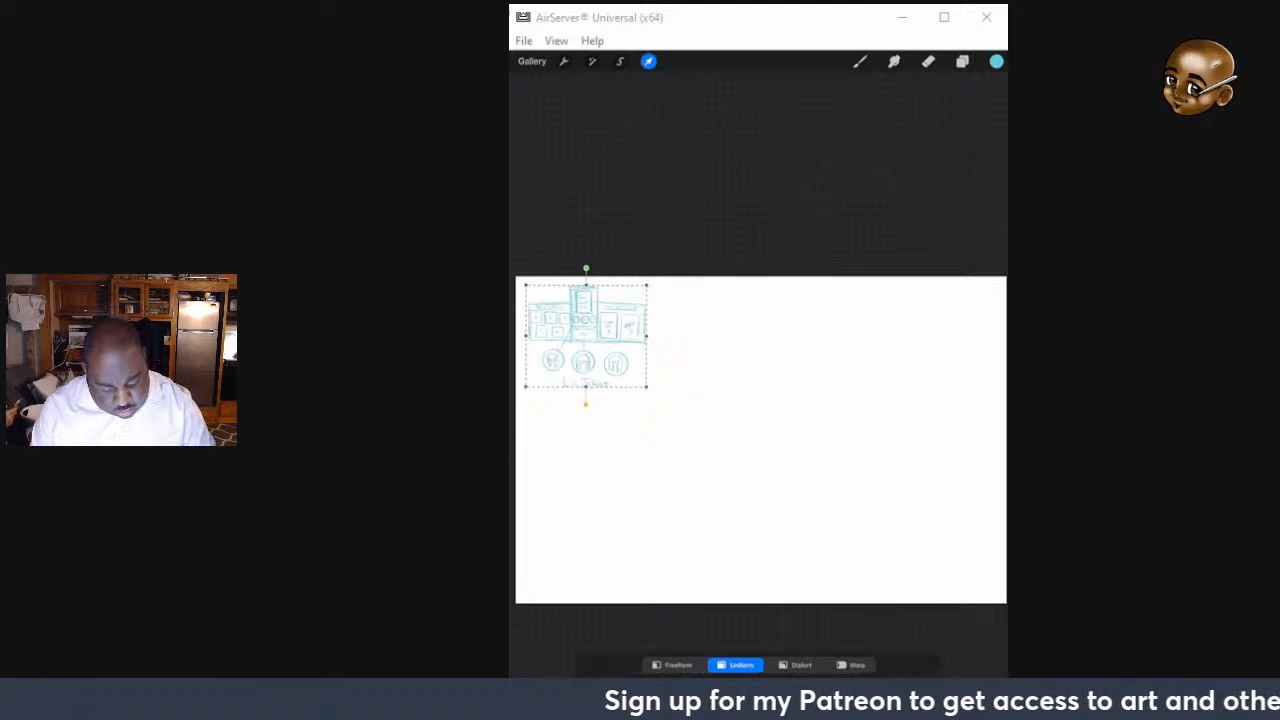 AirServer® Universal (x64)
File View Help
Gallery
Freeform Uniform Distort Warp
Sign up for my Patreon to get access to art and othe